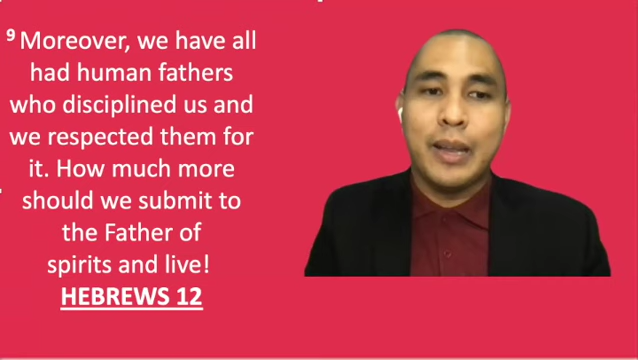 9 Moreover, we have all
had human fathers
who disciplined us and
we respected them for
it. How much more
should we submit to
the Father of
spirits and live!
HEBREWS 12